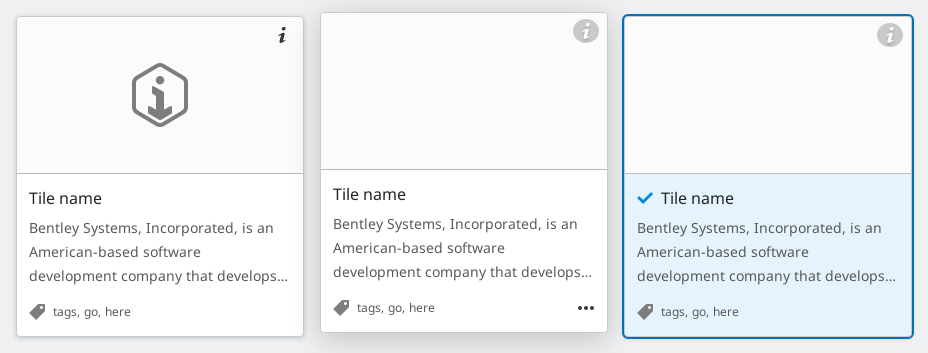 Tile name
Bentley Systems, Incorporated, is an
American-based software
development company that develops...
tags, go, here
Tile name
Bentley Systems, Incorporated, is an
American-based software
development company that develops...
tags, go, here
Tile name
Bentley Systems, Incorporated, is an
American-based software
development company that develops...
tags, go, here